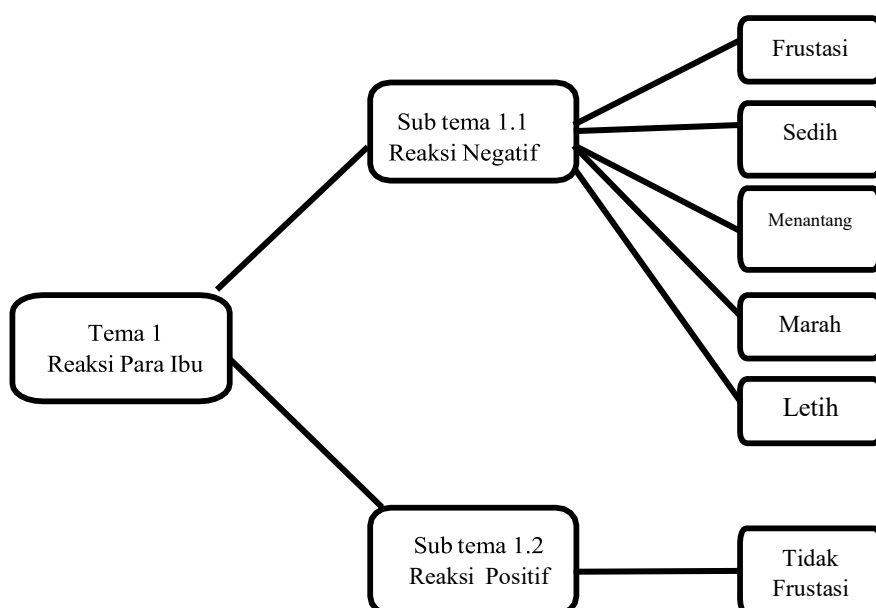 Tema 1
Reaksi Para Ibu
Sub tema 1.1
Reaksi Negatif
Frustasi
Sedih
Menantang
Marah
Letih
Sub tema 1.2
Reaksi Positif
Tidak
Frustasi